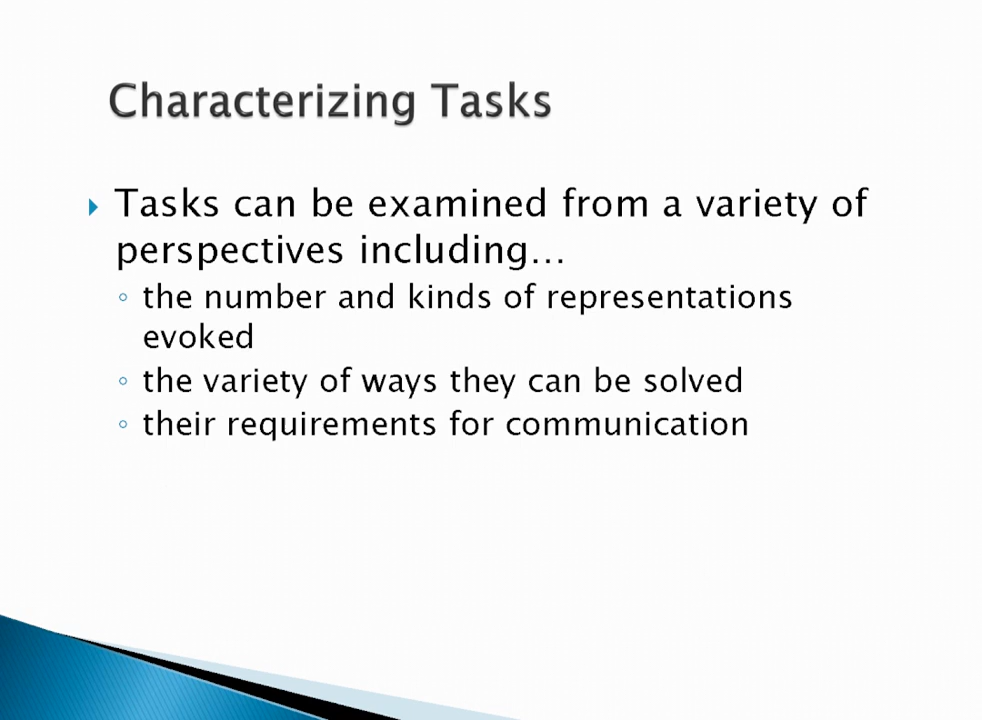 Characterizing Tasks
Tasks can be examined from a variety of
perspectives including…
the number and kinds of representations
evoked
the variety of ways they can be solved
their requirements for communication